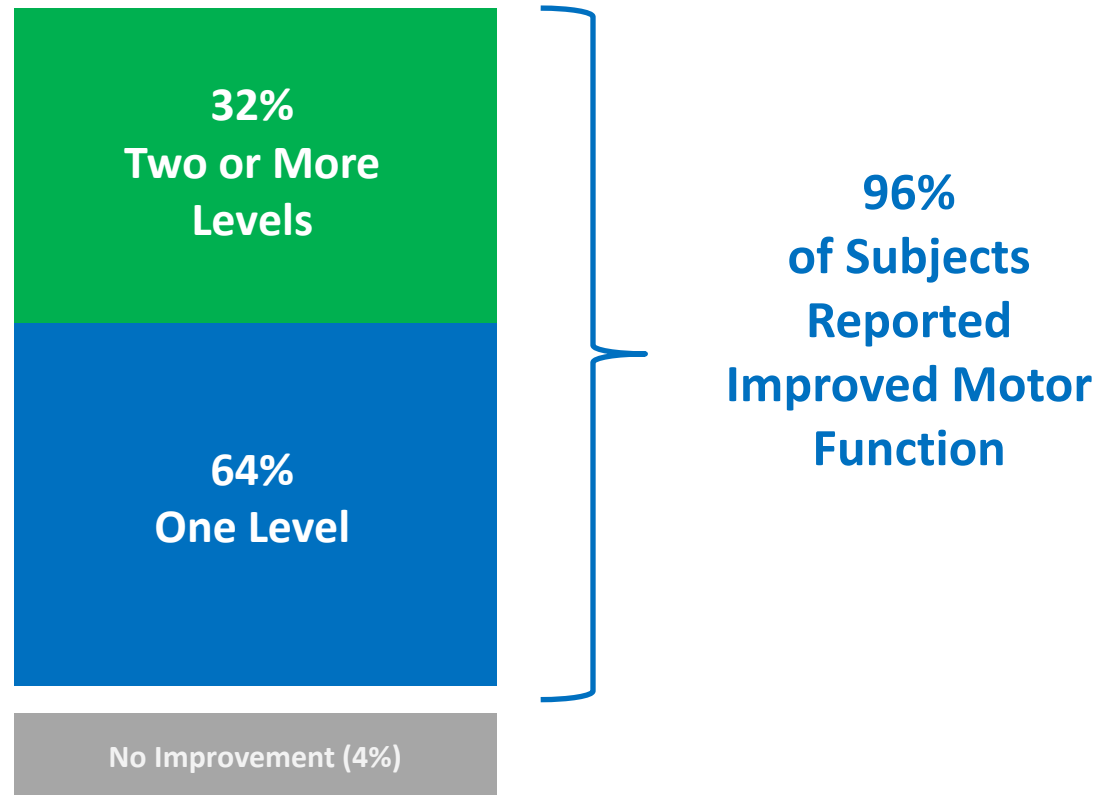 32%
Two or More
Levels
64%
One Level
No Improvement (4%)
96%
of Subjects
Reported
Improved Motor
Function